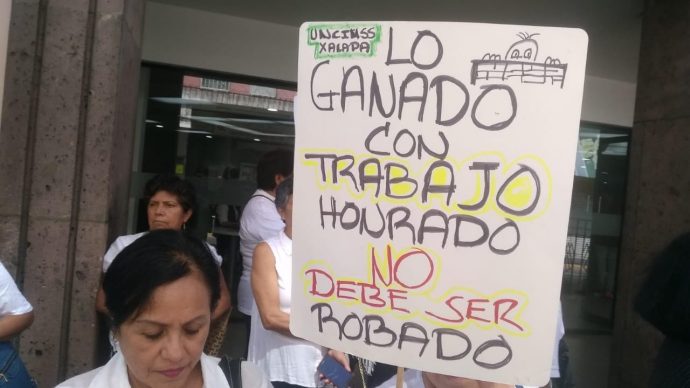 UNCIMSS
XALAPA
LO
GANADO
CON
TRABAJO
HONRADO
NO
DEBE SER
ROBADO